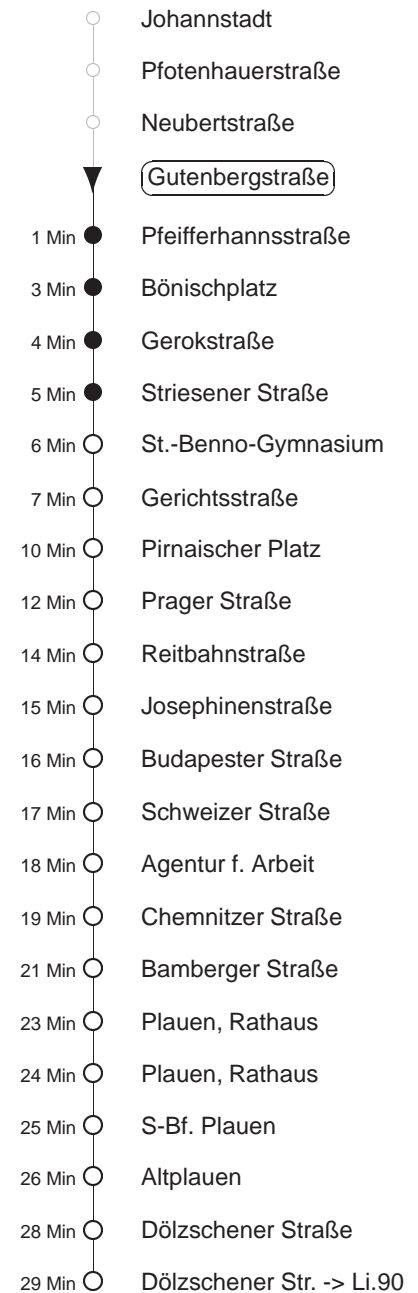 Johannstadt
Pfotenhauerstraße
Neubertstraße
Gutenbergstraße
1 Min Pfeifferhannsstraße
3 Min Bönischplatz
4 Min Gerokstraße
5 Min Striesener Straße
6 Min St.-Benno-Gymnasium
7 Min Gerichtsstraße
10 Min Pirnaischer Platz
12 Min Prager Straße
14 Min Reitbahnstraße
15 Min Josephinenstraße
16 Min Budapester Straße
17 Min Schweizer Straße
18 Min Agentur f. Arbeit
19 Min Chemnitzer Straße
21 Min Bamberger Straße
23 Min Plauen, Rathaus
24 Min Plauen, Rathaus
25 Min S-Bf. Plauen
26 Min Altplauen
28 Min Dölzschener Straße
29 Min Dölzschener Str. -> Li.90